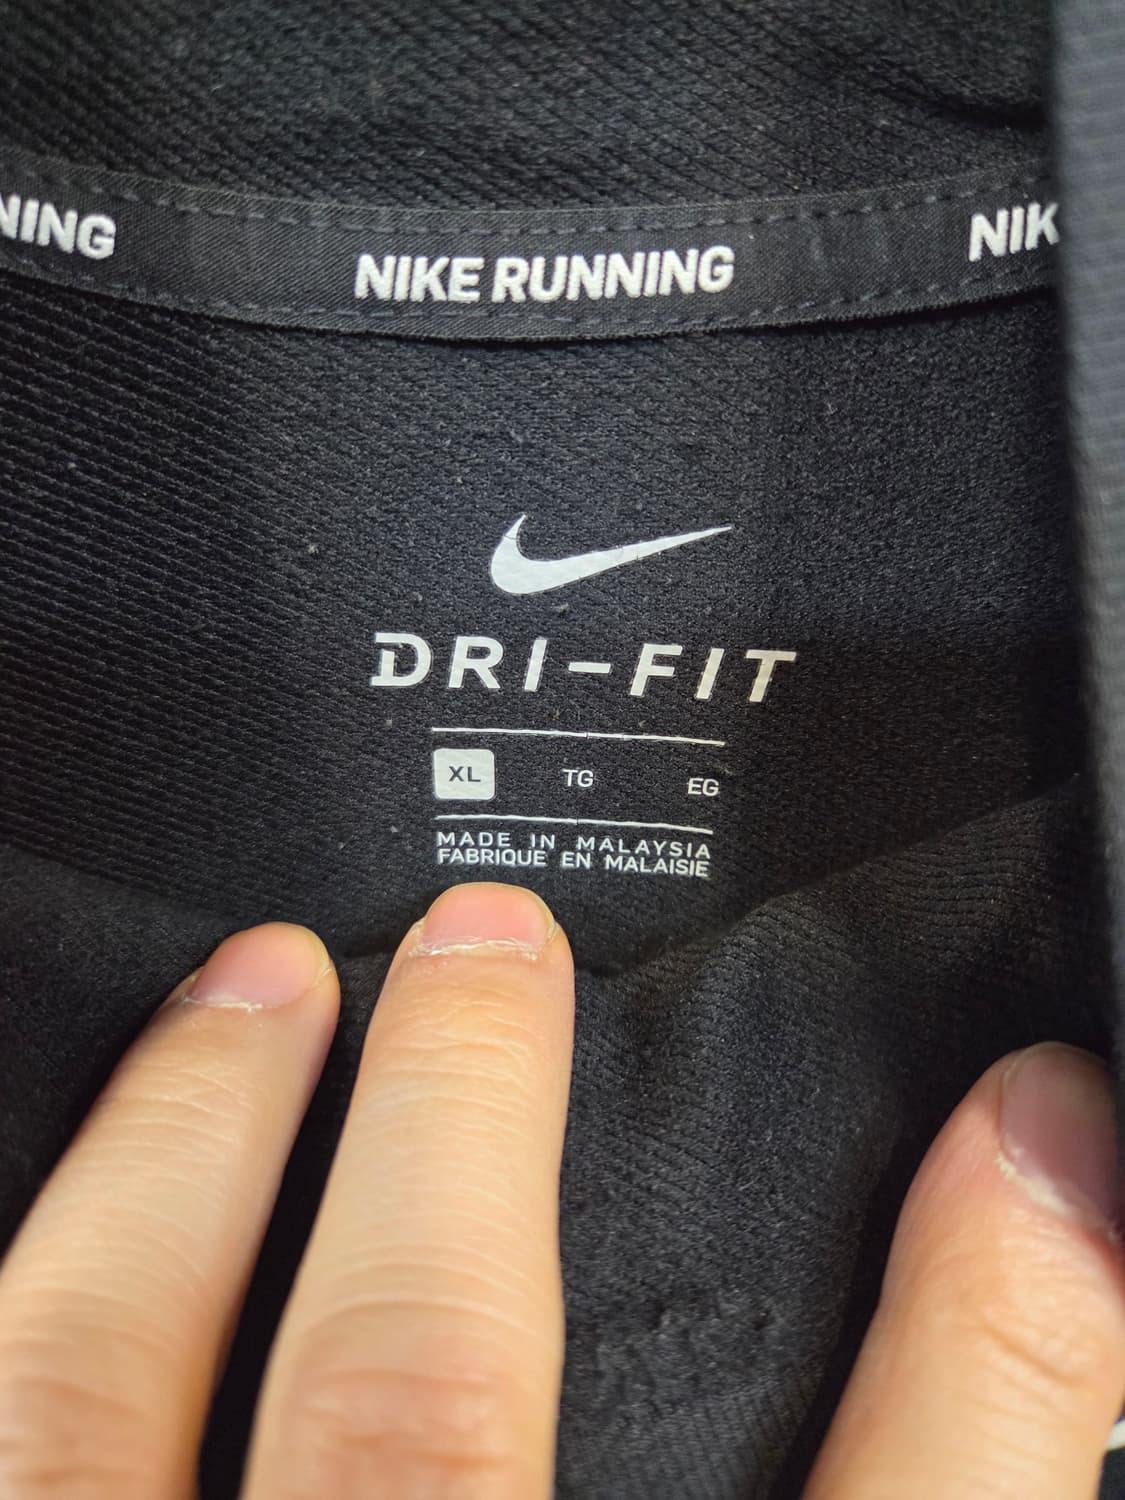 NING NIKE RUNNING NIK
DRI-FIT
XL TG EG
MADE IN MALAYSIA
FABRIQUE EN MALAISIE